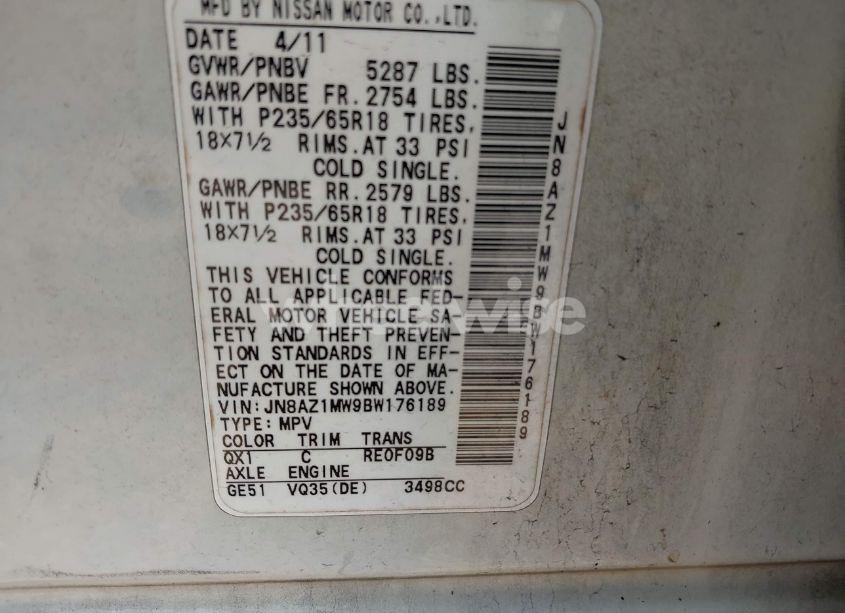 MFD BY NISSAN MOTOR CO.,LTD.
DATE 4/11
GVWR/PNBV 5287 LBS.
GAWR/PNBE FR. 2754 LBS.
WITH P235/65R18 TIRES,
18×7½ RIMS.AT 33 PSI
COLD SINGLE.
GAWR/PNBE RR. 2579 LBS.
WITH P235/65R18 TIRES,
18×7½ RIMS.AT 33 PSI
COLD SINGLE.
THIS VEHICLE CONFORMS
TO ALL APPLICABLE FED-
ERAL MOTOR VEHICLE SA-
FETY AND THEFT PREVEN-
TION STANDARDS IN EFF-
ECT ON THE DATE OF MA-
NUFACTURE SHOWN ABOVE.
VIN:JN8AZ1MW9BW176189
TYPE:MPV
COLOR TRIM TRANS
QX1 C RE0F09B
AXLE ENGINE
GE51 VQ35(DE) 3498CC
JN8AZ1MW9BW176189